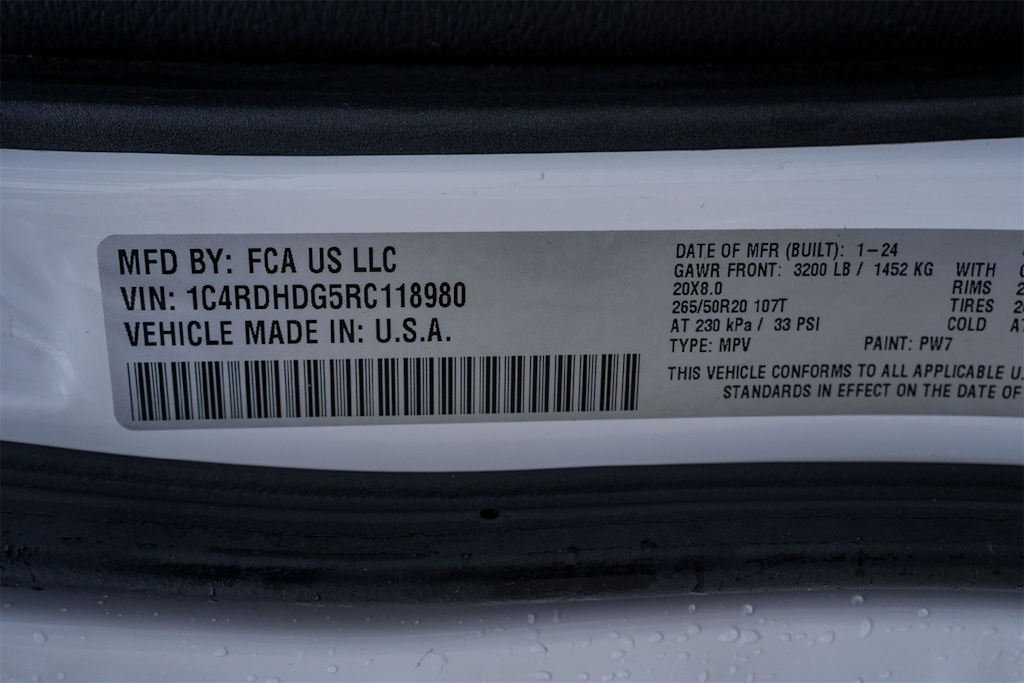 MFD BY: FCA US LLC
VIN: 1C4RDHDG5RC118980
VEHICLE MADE IN: U.S.A.
DATE OF MFR (BUILT): 1-24
GAWR FRONT: 3200 LB / 1452 KG WITH
20X8.0 RIMS
265/50R20 107T TIRES
AT 230 kPa / 33 PSI COLD
TYPE: MPV PAINT: PW7
THIS VEHICLE CONFORMS TO ALL APPLICABLE U.
STANDARDS IN EFFECT ON THE DATE OF